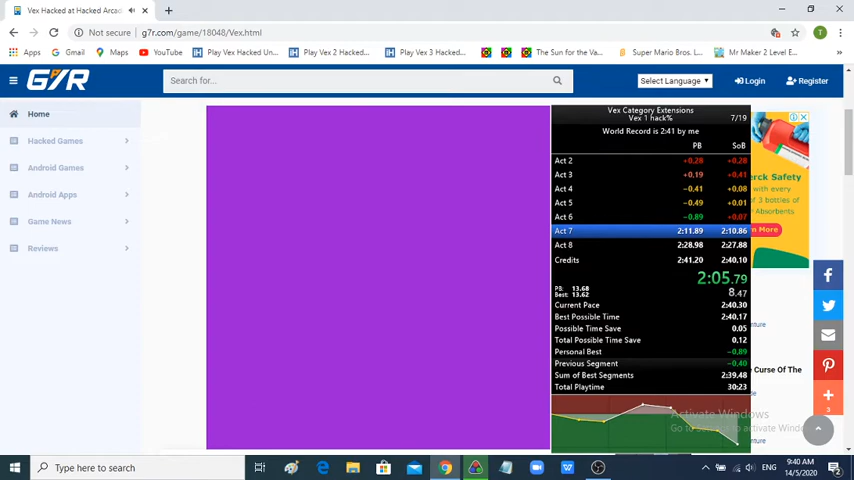 Vex Hacked at Hacked Arcad
Not secure
g7r.com/game/18048/Vex.html
Apps
Gmail
Maps
YouTube
Play Vex Hacked Un...
Play Vex 2 Hacked...
Play Vex 3 Hacked...
The Sun for the Va...
Super Mario Bros. L...
Mr Maker 2 Level E...
G7R
Search for...
Select Language
Login
Register
Home
Hacked Games
Android Games
Android Apps
Game News
Reviews
Vex Category Extensions
Vex 1 hack%
7/19
World Record is 2:41 by me
PB SoB
Act 2 +0.28 +0.28
Act 3 +0.19 +0.41
Act 4 −0.41 +0.08
Act 5 −0.49 +0.01
Act 6 −0.89 +0.07
Act 7 2:11.89 2:10.86
Act 8 2:28.98 2:27.88
Credits 2:41.20 2:40.10
2:05.79
PB: 13.68
Best: 13.62
8.47
Current Pace 2:40.30
Best Possible Time 2:40.17
Possible Time Save 0.05
Total Possible Time Save 0.12
Personal Best −0.89
Previous Segment −0.40
Sum of Best Segments 2:39.48
Total Playtime 30:23
rck Safety
with every
3 bottles of
Absorbents
m More
nture
Curse Of The
enture
3
Activate Windows
Type here to search
ENG
9:40 AM
14/5/2020
2